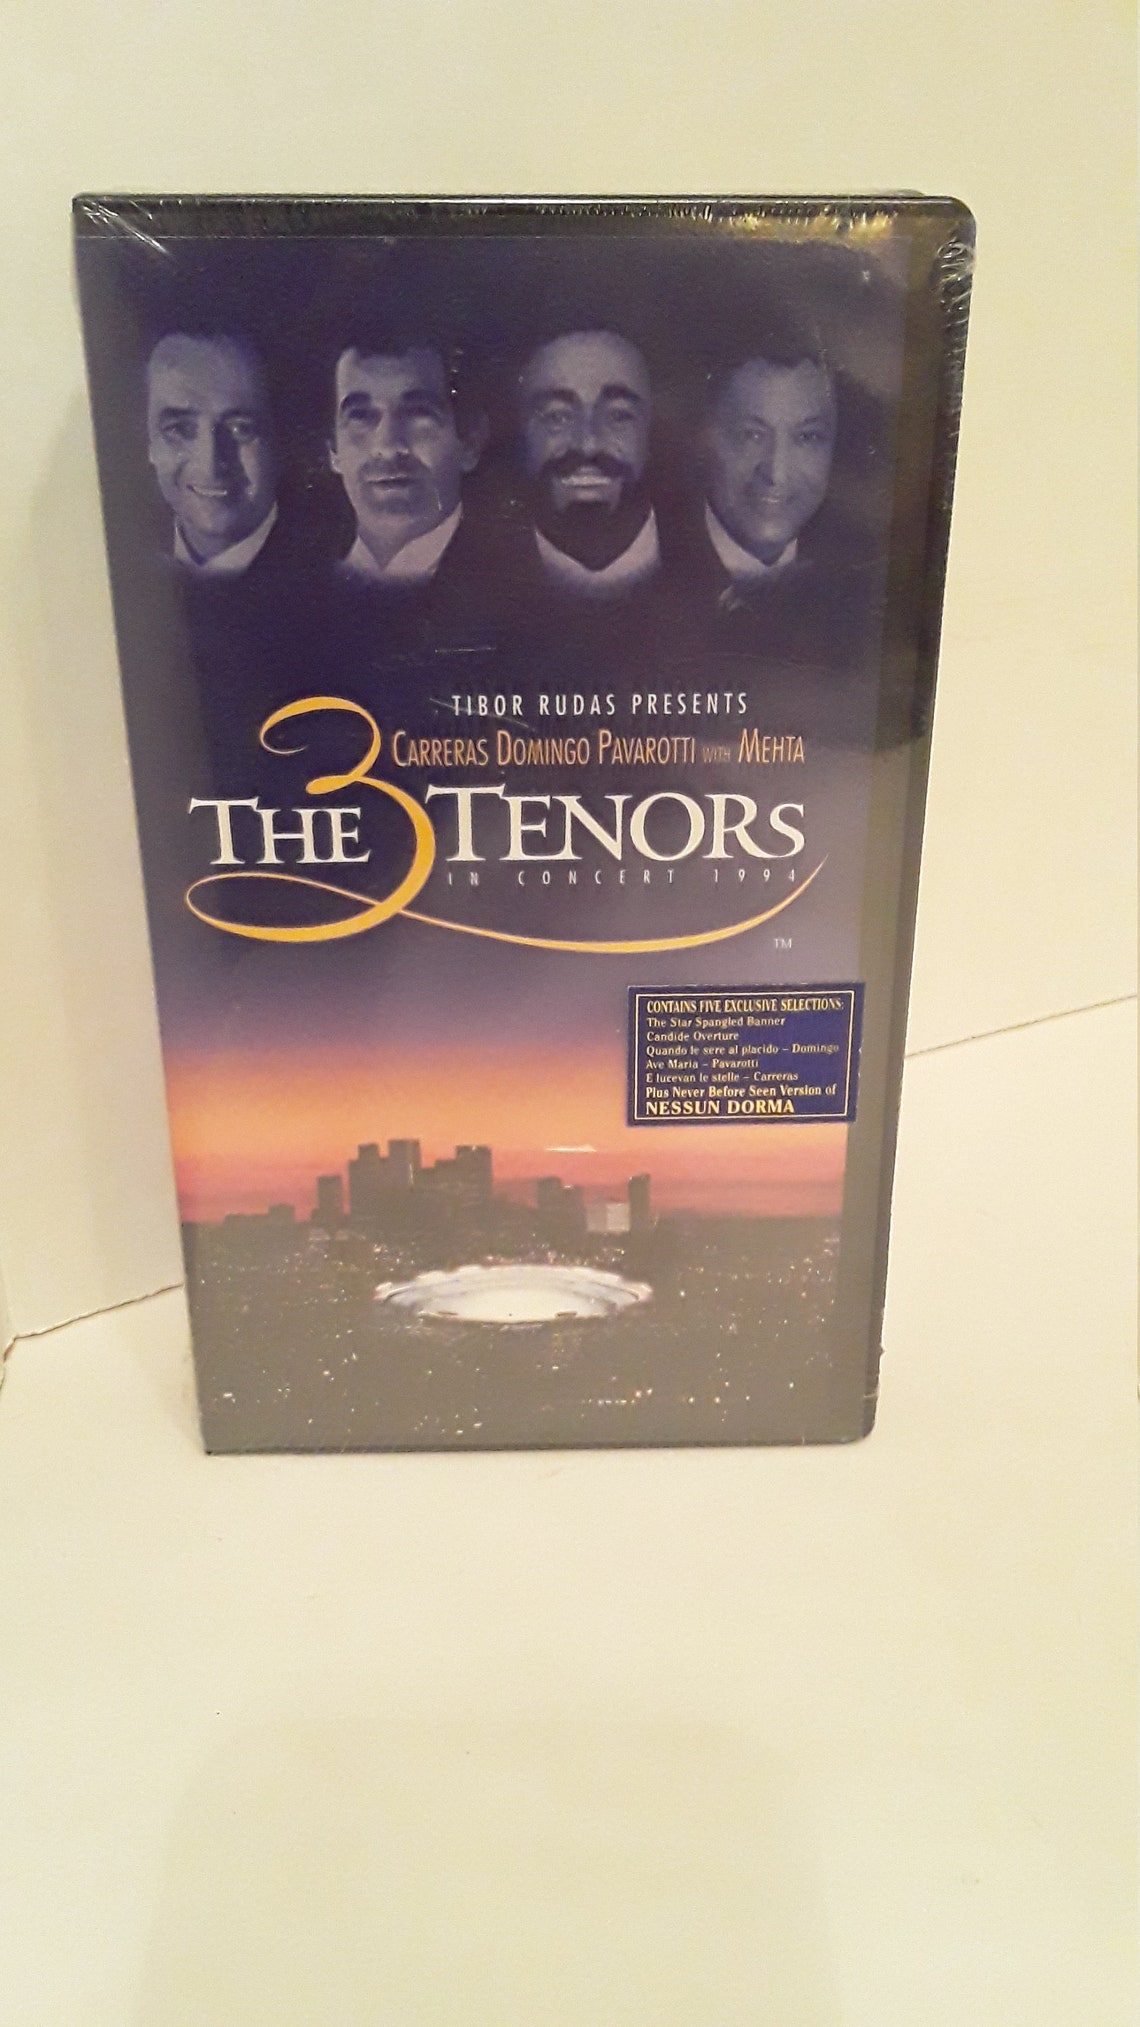 TIBOR RUDAS PRESENTS
CARRERAS DOMINGO PAVAROTTI WITH MEHTA
THE 3 TENORS
IN CONCERT 1994
TM
CONTAINS FIVE EXCLUSIVE SELECTIONS:
The Star Spangled Banner
Candide Overture
Quando le sere al placido – Domingo
Ave Maria – Pavarotti
E lucevan le stelle – Carreras
Plus Never Before Seen Version of
NESSUN DORMA